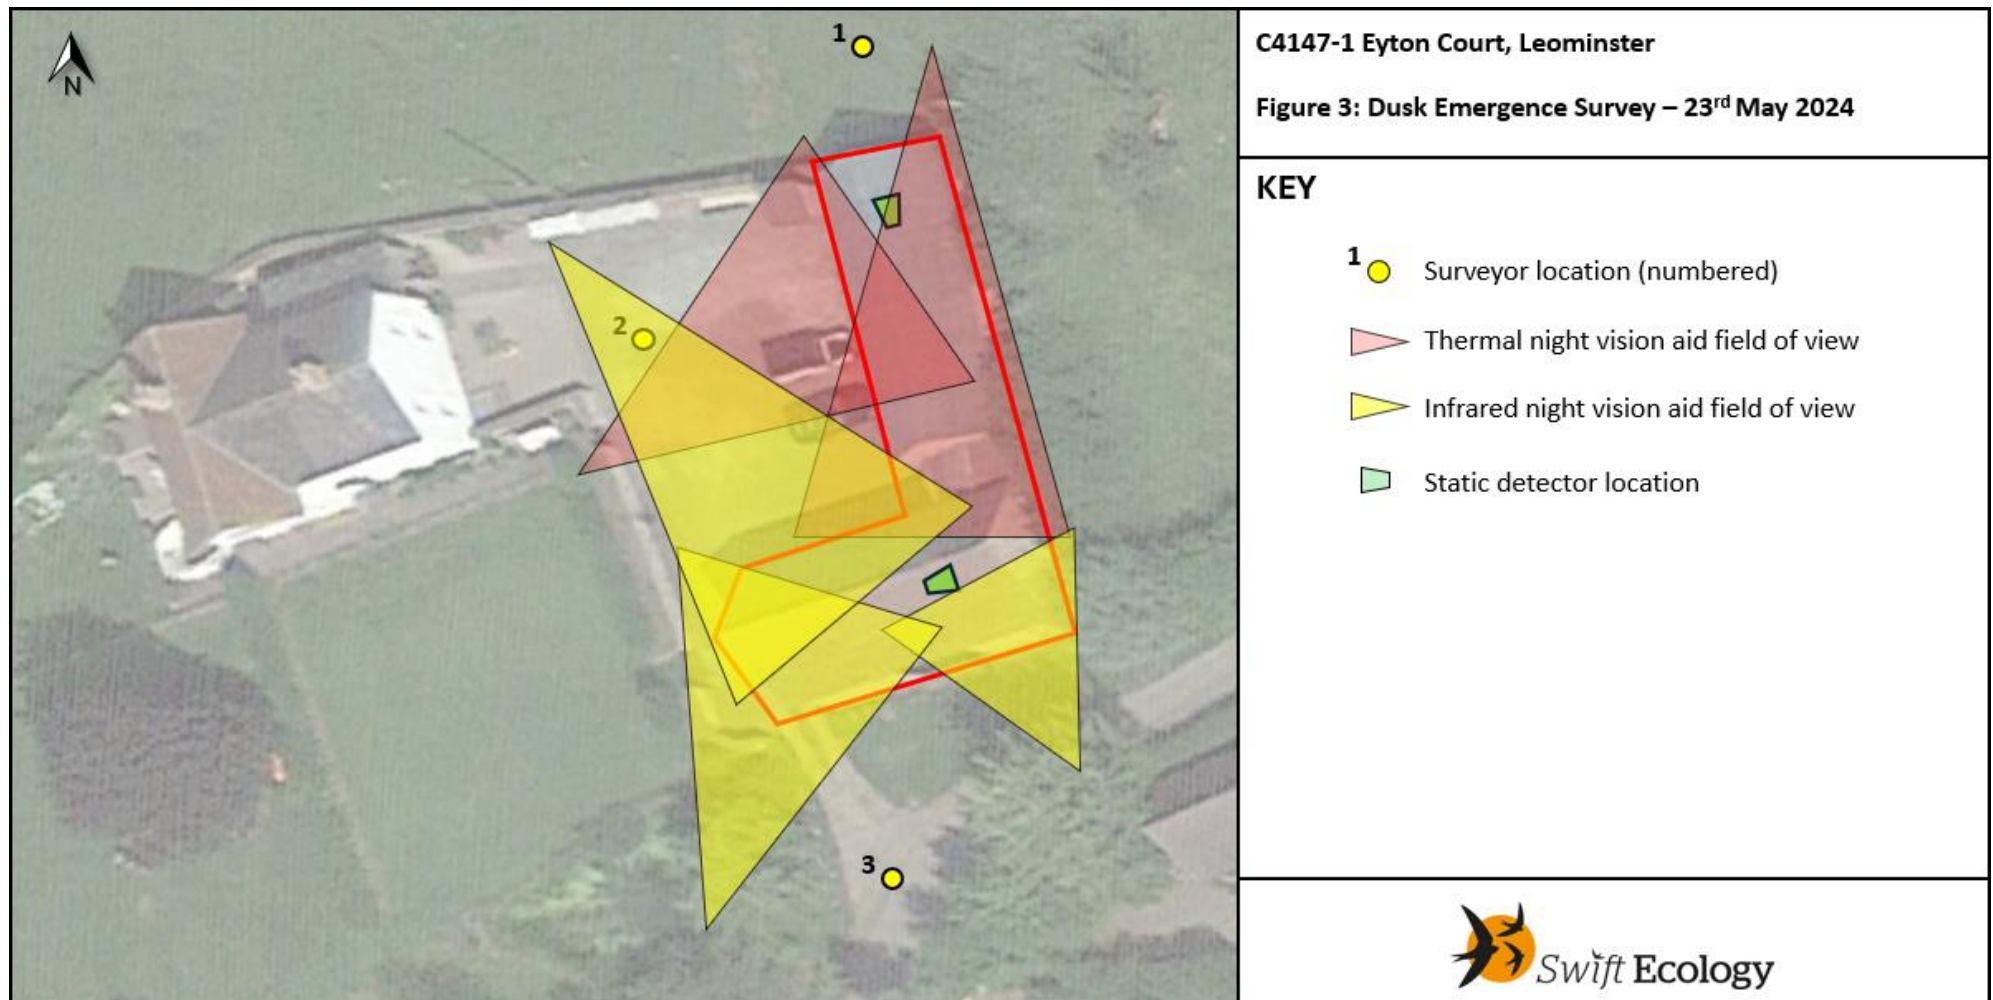 1
N
2
3
C4147-1 Eyton Court, Leominster
Figure 3: Dusk Emergence Survey – 23rd May 2024
KEY
1 Surveyor location (numbered)
Thermal night vision aid field of view
Infrared night vision aid field of view
Static detector location
Swift Ecology